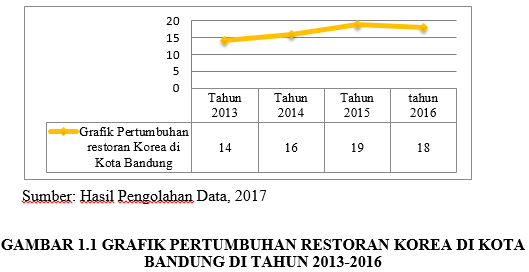 20
15
10
5
0
Tahun 2013
Tahun 2014
Tahun 2015
tahun 2016
Grafik Pertumbuhan
restoran Korea di
Kota Bandung
14
16
19
18
Sumber: Hasil Pengolahan Data, 2017
GAMBAR 1.1 GRAFIK PERTUMBUHAN RESTORAN KOREA DI KOTA
BANDUNG DI TAHUN 2013-2016